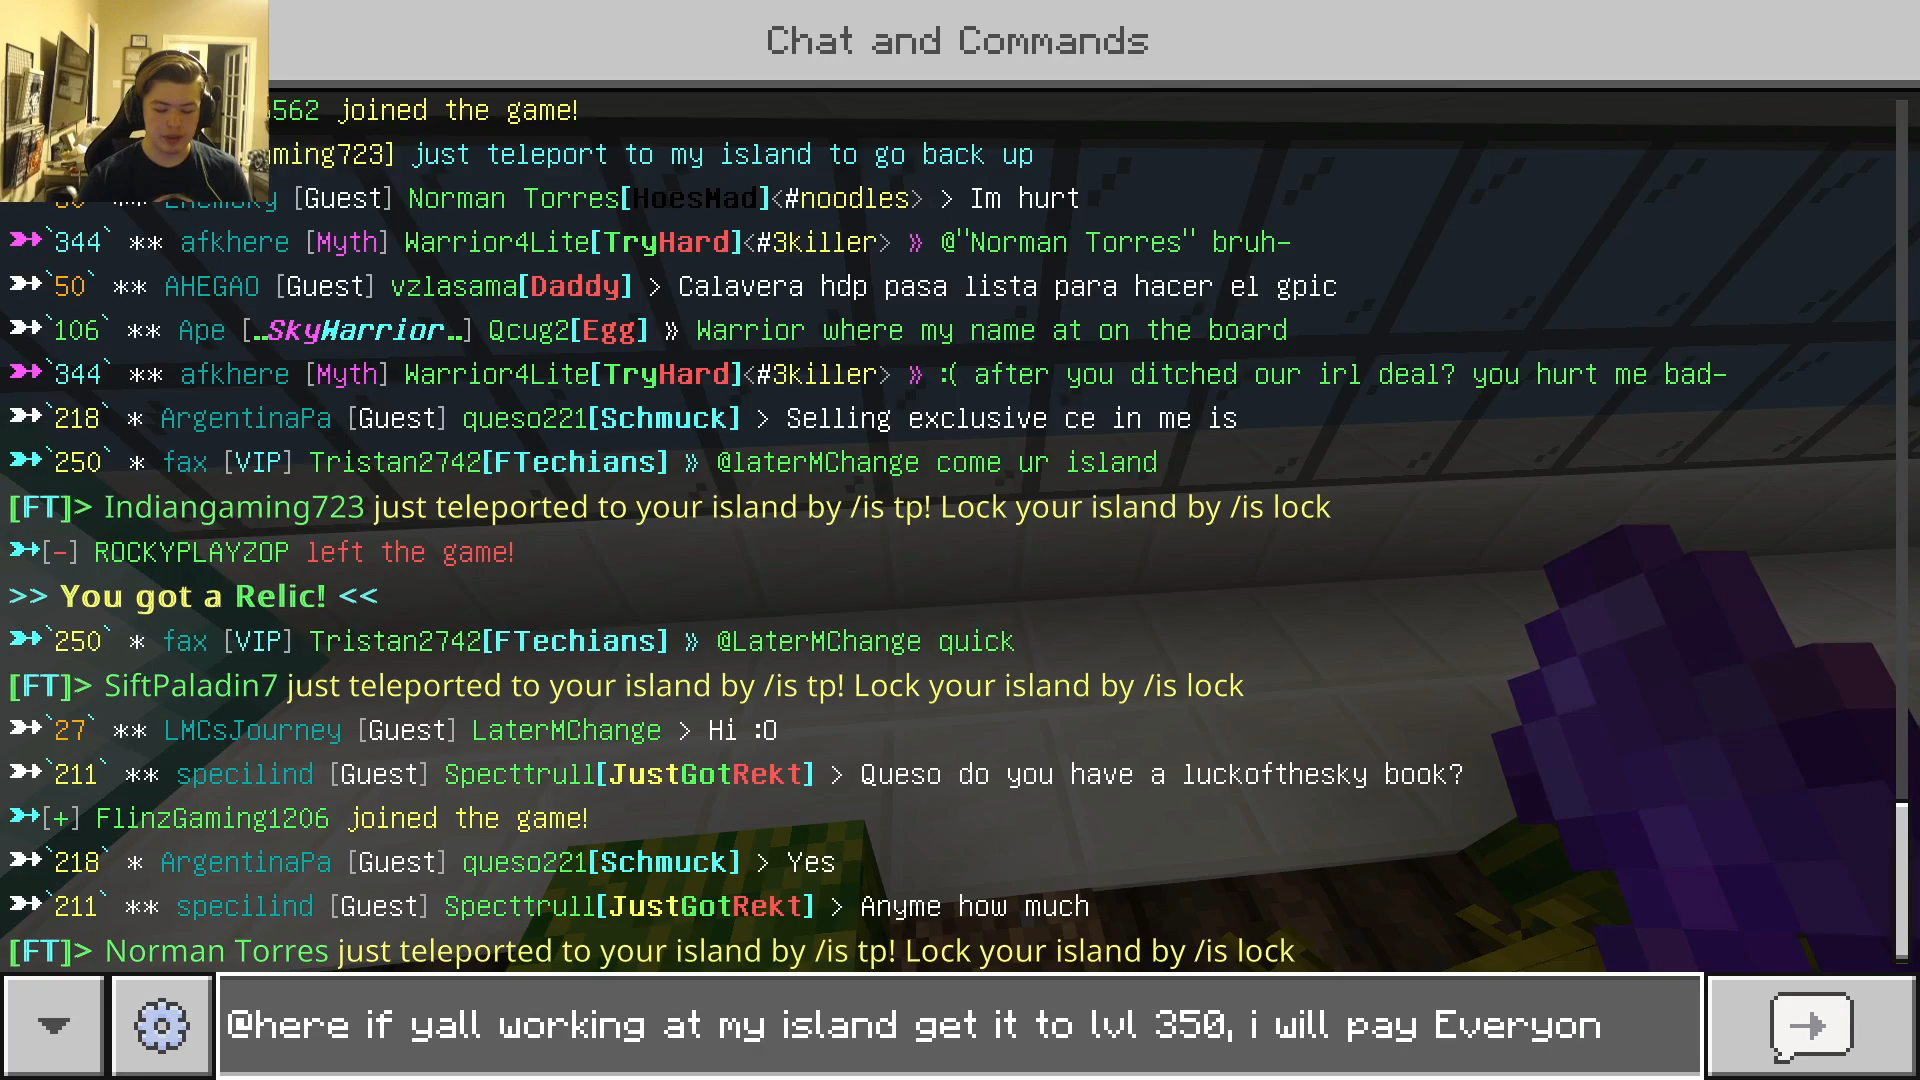 Chat and Commands
562 joined the game!
ming723] just teleport to my island to go back up
[Guest] Norman Torres[HoesMad]<#noodles> > Im hurt
`344` ** afkhere [Myth] Warrior4Lite[TryHard]<#3killer> » @"Norman Torres" bruh-
`50` ** AHEGAO [Guest] vzlasama[Daddy] > Calavera hdp pasa lista para hacer el gpic
`106` ** Ape [..SkyWarrior..] Qcug2[Egg] » Warrior where my name at on the board
`344` ** afkhere [Myth] Warrior4Lite[TryHard]<#3killer> » :( after you ditched our irl deal? you hurt me bad-
`218` * ArgentinaPa [Guest] queso221[Schmuck] > Selling exclusive ce in me is
`250` * fax [VIP] Tristan2742[FTechians] » @laterMChange come ur island
[FT]> Indiangaming723 just teleported to your island by /is tp! Lock your island by /is lock
[-] ROCKYPLAYZOP left the game!
>> You got a Relic! <<
`250` * fax [VIP] Tristan2742[FTechians] » @LaterMChange quick
[FT]> SiftPaladin7 just teleported to your island by /is tp! Lock your island by /is lock
`27` ** LMCsJourney [Guest] LaterMChange > Hi :O
`211` ** specilind [Guest] Specttrull[JustGotRekt] > Queso do you have a luckofthesky book?
[+] FlinzGaming1206 joined the game!
`218` * ArgentinaPa [Guest] queso221[Schmuck] > Yes
`211` ** specilind [Guest] Specttrull[JustGotRekt] > Anyme how much
[FT]> Norman Torres just teleported to your island by /is tp! Lock your island by /is lock
@here if yall working at my island get it to lvl 350, i will pay Everyon